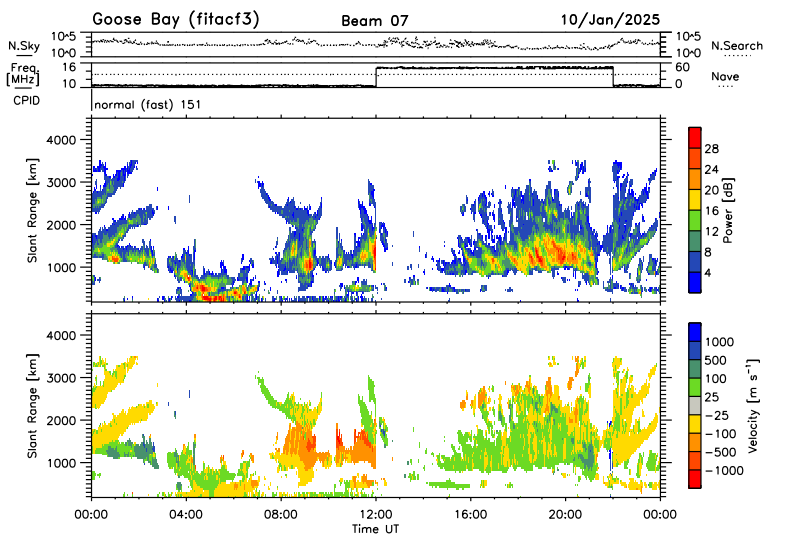 Goose Bay (fitacf3) Beam 07 10/Jan/2025
N.Sky 10^5 10^0 10^5 10^0 N.Search
Freq. [MHz] 16 10 60 0 Nave
CPID normal (fast) 151
Slant Range [km]
4000
3000
2000
1000
Power [dB]
28
24
20
16
12
8
4
Slant Range [km]
4000
3000
2000
1000
Velocity [m s⁻¹]
1000
500
100
25
−25
−100
−500
−1000
00:00 04:00 08:00 12:00 16:00 20:00 00:00
Time UT